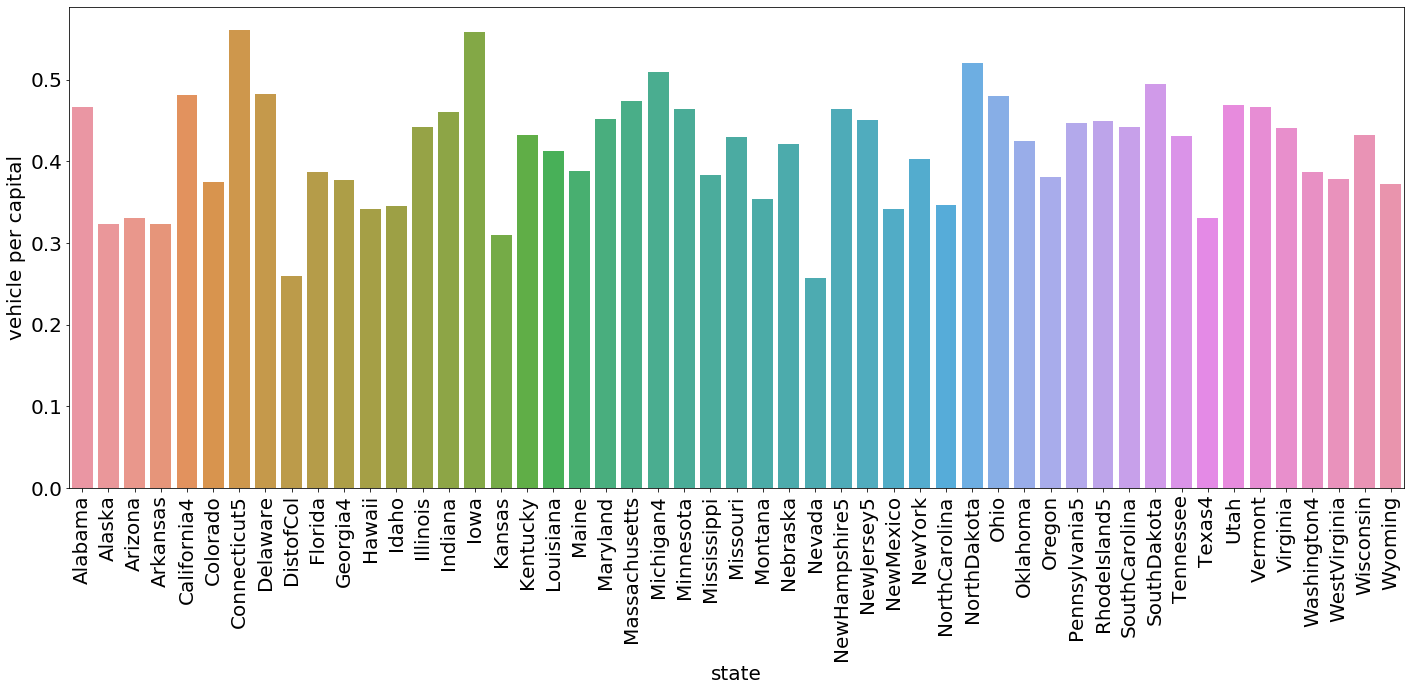 vehicle per capital
0.5
0.4
0.3
0.2
0.1
0.0
Alabama
Alaska
Arizona
Arkansas
California4
Colorado
Connecticut5
Delaware
DistofCol
Florida
Georgia4
Hawaii
Idaho
Illinois
Indiana
Iowa
Kansas
Kentucky
Louisiana
Maine
Maryland
Massachusetts
Michigan4
Minnesota
Mississippi
Missouri
Montana
Nebraska
Nevada
NewHampshire5
NewJersey5
NewMexico
NewYork
NorthCarolina
NorthDakota
Ohio
Oklahoma
Oregon
Pennsylvania5
RhodeIsland5
SouthCarolina
SouthDakota
Tennessee
Texas4
Utah
Vermont
Virginia
Washington4
WestVirginia
Wisconsin
Wyoming
state